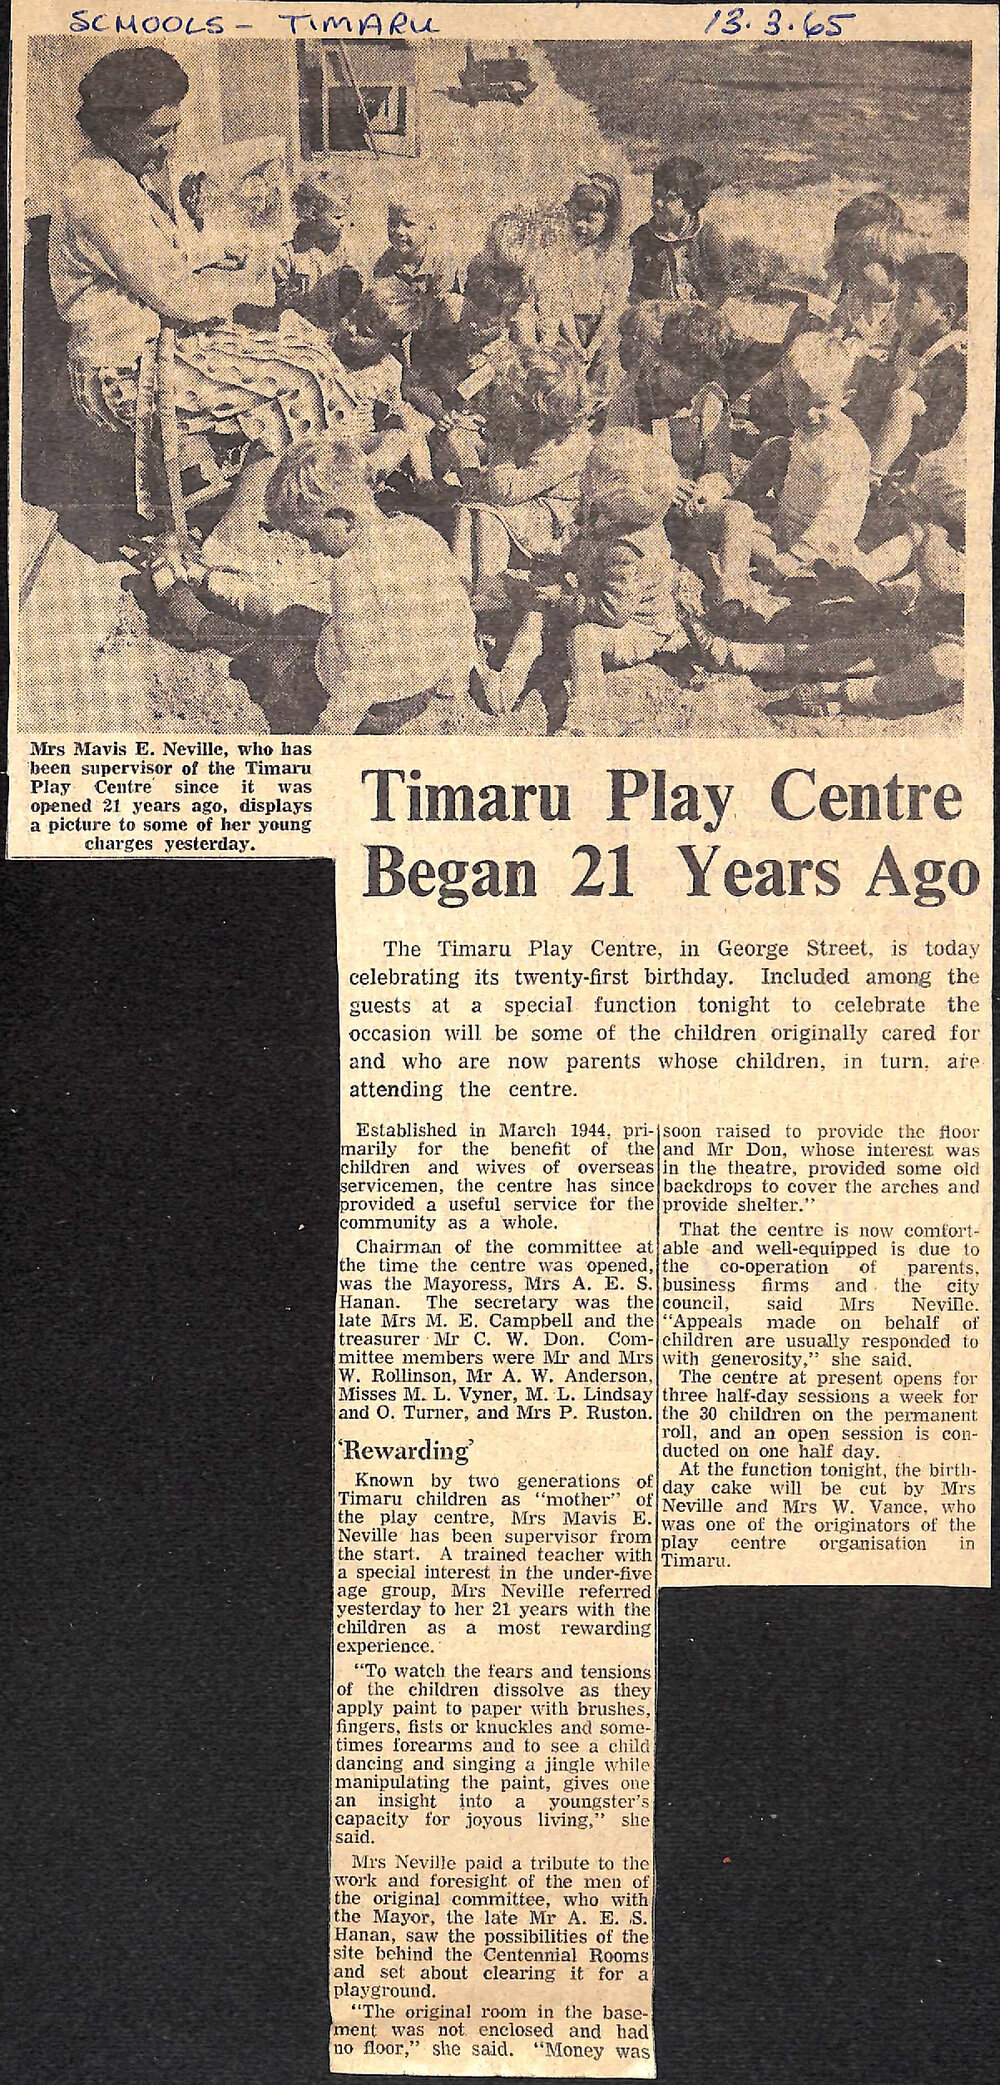 SCHOOLS - TIMARU
13.3.65
Mrs Mavis E. Neville, who has
been supervisor of the Timaru
Play Centre since it was
opened 21 years ago, displays
a picture to some of her young
charges yesterday.
Timaru Play Centre
Began 21 Years Ago
The Timaru Play Centre, in George Street, is today
celebrating its twenty-first birthday. Included among the
guests at a special function tonight to celebrate the
occasion will be some of the children originally cared for
and who are now parents whose children, in turn, are
attending the centre.
Established in March 1944, pri-
marily for the benefit of the
children and wives of overseas
servicemen, the centre has since
provided a useful service for the
community as a whole.
Chairman of the committee at
the time the centre was opened,
was the Mayoress, Mrs A. E. S.
Hanan. The secretary was the
late Mrs M. E. Campbell and the
treasurer Mr C. W. Don. Com-
mittee members were Mr and Mrs
W. Rollinson, Mr A. W. Anderson,
Misses M. L. Vyner, M. L. Lindsay
and O. Turner, and Mrs P. Ruston.
'Rewarding'
Known by two generations of
Timaru children as "mother" of
the play centre, Mrs Mavis E.
Neville has been supervisor from
the start. A trained teacher with
a special interest in the under-five
age group, Mrs Neville referred
yesterday to her 21 years with the
children as a most rewarding
experience.
"To watch the fears and tensions
of the children dissolve as they
apply paint to paper with brushes,
fingers, fists or knuckles and some-
times forearms and to see a child
dancing and singing a jingle while
manipulating the paint, gives one
an insight into a youngster's
capacity for joyous living," she
said.
Mrs Neville paid a tribute to the
work and foresight of the men of
the original committee, who with
the Mayor, the late Mr A. E. S.
Hanan, saw the possibilities of the
site behind the Centennial Rooms
and set about clearing it for a
playground.
"The original room in the base-
ment was not enclosed and had
no floor," she said. "Money was
soon raised to provide the floor
and Mr Don, whose interest was
in the theatre, provided some old
backdrops to cover the arches and
provide shelter."
That the centre is now comfort-
able and well-equipped is due to
the co-operation of parents,
business firms and the city
council, said Mrs Neville.
"Appeals made on behalf of
children are usually responded to
with generosity," she said.
The centre at present opens for
three half-day sessions a week for
the 30 children on the permanent
roll, and an open session is con-
ducted on one half day.
At the function tonight, the birth-
day cake will be cut by Mrs
Neville and Mrs W. Vance, who
was one of the originators of the
play centre organisation in
Timaru.